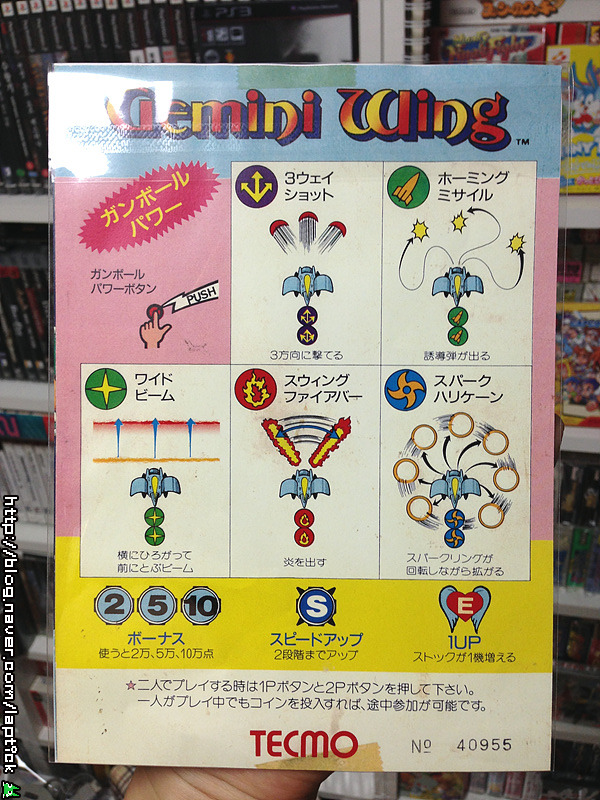 PS3
Gemini Wing™
ガンボール
パワー
ガンボール
パワーボタン
PUSH
3ウェイ
ショット
3方向に撃てる
ホーミング
ミサイル
誘導弾が出る
ワイド
ビーム
横にひろがって
前にとぶビーム
スウィング
ファイアバー
炎を出す
スパーク
ハリケーン
スパークリングが
回転しながら拡がる
2 5 10
ボーナス
使うと2万、5万、10万点
S
スピードアップ
2段階までアップ
E
1UP
ストックが1機増える
★二人でプレイする時は1Pボタンと2Pボタンを押して下さい。
一人がプレイ中でもコインを投入すれば、途中参加が可能です。
TECMO
№ 40955
http://blog.naver.com/laptick